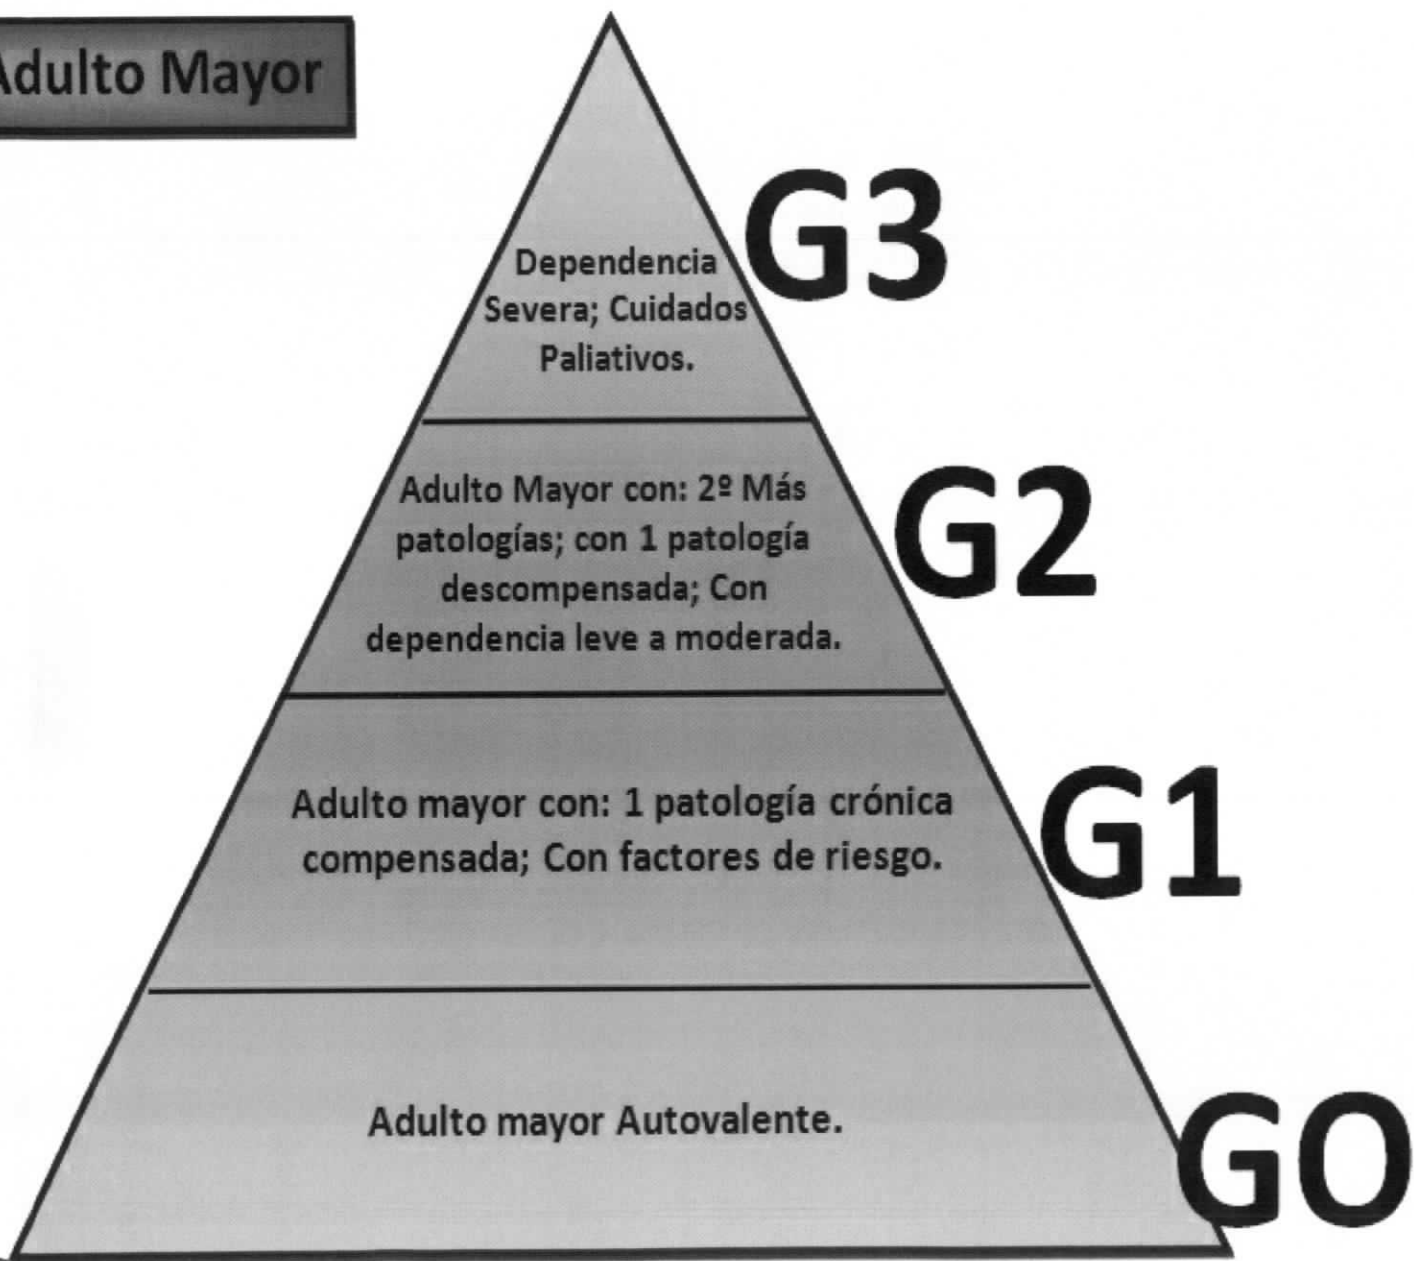 Adulto Mayor
G3
Dependencia
Severa; Cuidados
Paliativos.
G2
Adulto Mayor con: 2º Más
patologías; con 1 patología
descompensada; Con
dependencia leve a moderada.
G1
Adulto mayor con: 1 patología crónica
compensada; Con factores de riesgo.
GO
Adulto mayor Autovalente.